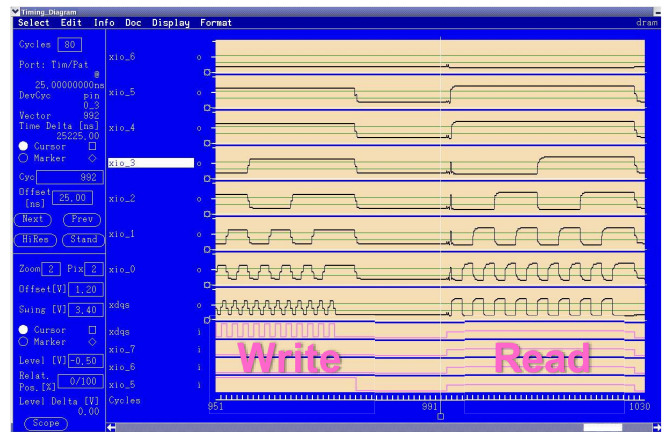 Timing_Diagram
Select Edit Info Doc Display Format dram
Cycles 80
Port: Tim/Pat
@
25.00000000ns
DevCyc pin
0_3
Vector 992
Time Delta [ns]
25225.00
Cursor
Marker
Cyc 992
Offset [ns] 25.00
Next Prev
HiRes Stand
Zoom 2 Pix 2
Offset[V] 1.20
Swing [V] 3.40
Cursor
Marker
Level [V] -0.50
Relat. Pos.[%] 0/100
Level Delta [V]
0.00
Scope
xio_6 o
xio_5 o
xio_4 o
xio_3 o
xio_2 o
xio_1 o
xio_0 o
xdqs o
xdqs i
xio_7 i
xio_6 i
xio_5 i
Cycles
Write Read
951 991 1030